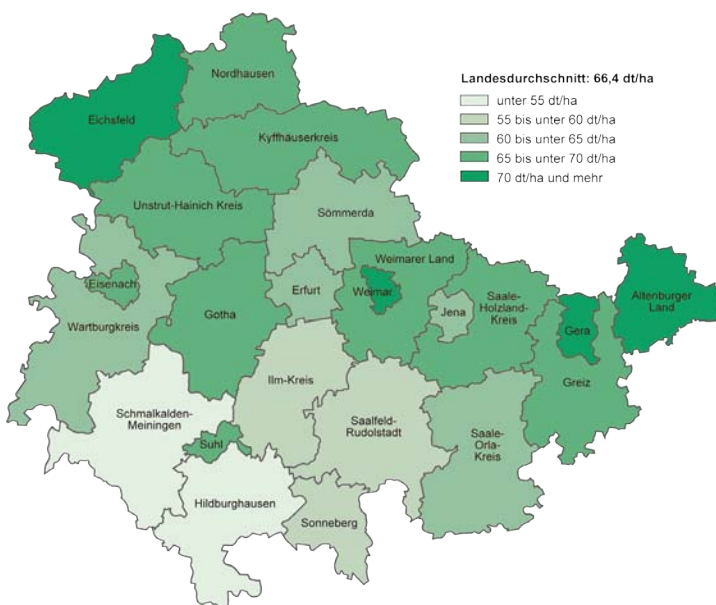 Nordhausen
Landesdurchschnitt: 66,4 dt/ha
unter 55 dt/ha
55 bis unter 60 dt/ha
60 bis unter 65 dt/ha
65 bis unter 70 dt/ha
70 dt/ha und mehr
Eichsfeld
Kyffhäuserkreis
Unstrut-Hainich Kreis
Sömmerda
Weimarer Land
Eisenach
Erfurt
Weimar
Saale-
Holzland-
Kreis
Altenburger
Land
Wartburgkreis
Gotha
Jena
Gera
Ilm-Kreis
Greiz
Schmalkalden-
Meiningen
Saalfeld-
Rudolstadt
Saale-
Orla-
Kreis
Suhl
Hildburghausen
Sonneberg